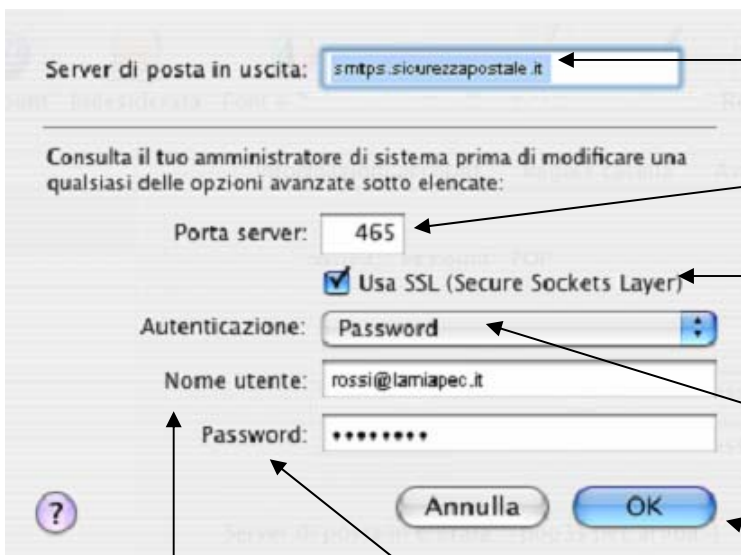 Server di posta in uscita: smtps.sicurezzapostale.it
Consulta il tuo amministratore di sistema prima di modificare una
qualsiasi delle opzioni avanzate sotto elencate:
Porta server: 465
Usa SSL (Secure Sockets Layer)
Autenticazione: Password
Nome utente: rossi@lamiapec.it
Password: ••••••••
? Annulla OK